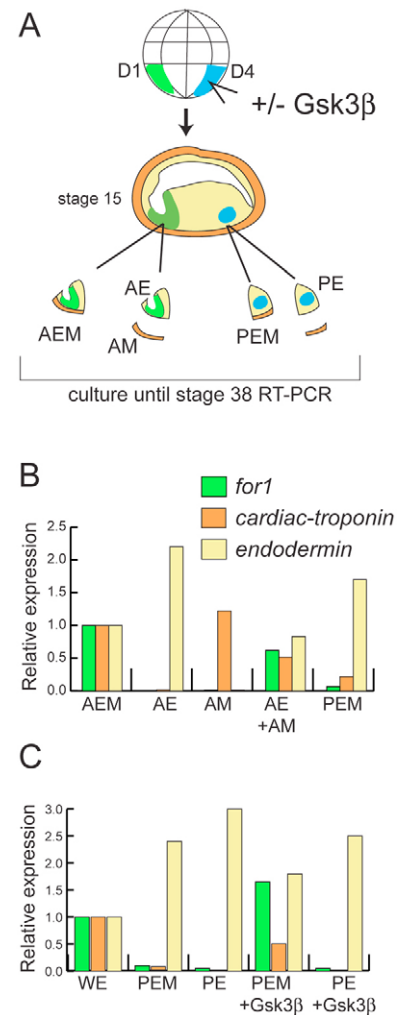 A
D1 D4
+/- Gsk3β
stage 15
AE PE
AEM AM PEM
culture until stage 38 RT-PCR
B
for1
cardiac-troponin
endodermin
Relative expression
2.5
2.0
1.5
1.0
0.5
0.0
AEM AE AM AE PEM
+AM
C
Relative expression
3.0
2.5
2.0
1.5
1.0
0.5
0.0
WE PEM PE PEM PE
+Gsk3β +Gsk3β